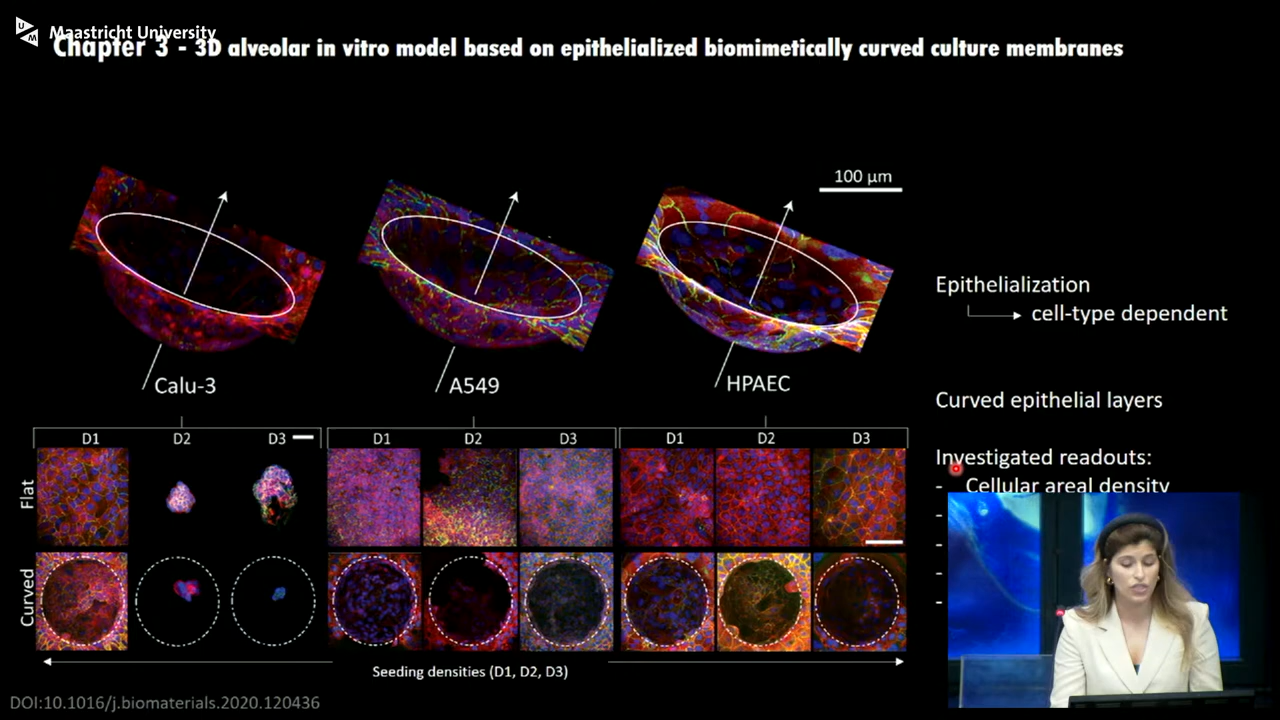 UM Maastricht University
Chapter 3 - 3D alveolar in vitro model based on epithelialized biomimetically curved culture membranes
100 µm
Calu-3
A549
HPAEC
Epithelialization
cell-type dependent
Curved epithelial layers
Investigated readouts:
- Cellular areal density
-
-
-
-
D1 D2 D3
D1 D2 D3
D1 D2 D3
Flat
Curved
Seeding densities (D1, D2, D3)
DOI:10.1016/j.biomaterials.2020.120436